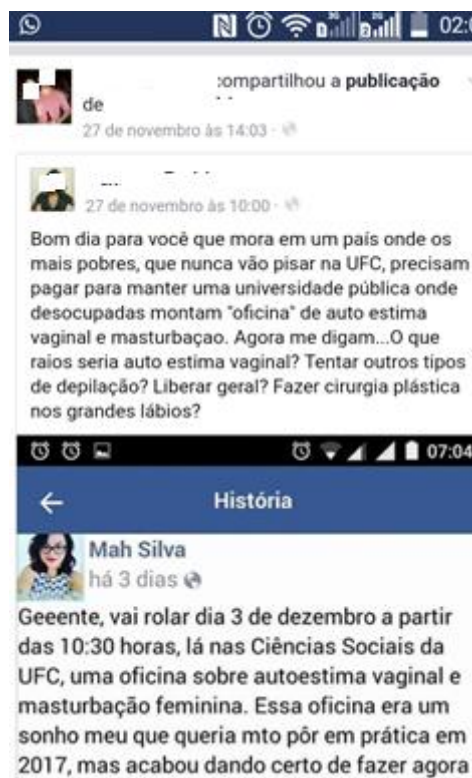 02:0
compartilhou a publicação
de
27 de novembro às 14:03
27 de novembro às 10:00
Bom dia para você que mora em um país onde os
mais pobres, que nunca vão pisar na UFC, precisam
pagar para manter uma universidade pública onde
desocupadas montam "oficina" de auto estima
vaginal e masturbaçao. Agora me digam...O que
raios seria auto estima vaginal? Tentar outros tipos
de depilação? Liberar geral? Fazer cirurgia plástica
nos grandes lábios?
07:04
História
Mah Silva
há 3 dias
Geeente, vai rolar dia 3 de dezembro a partir
das 10:30 horas, lá nas Ciências Sociais da
UFC, uma oficina sobre autoestima vaginal e
masturbação feminina. Essa oficina era um
sonho meu que queria mto pôr em prática em
2017, mas acabou dando certo de fazer agora